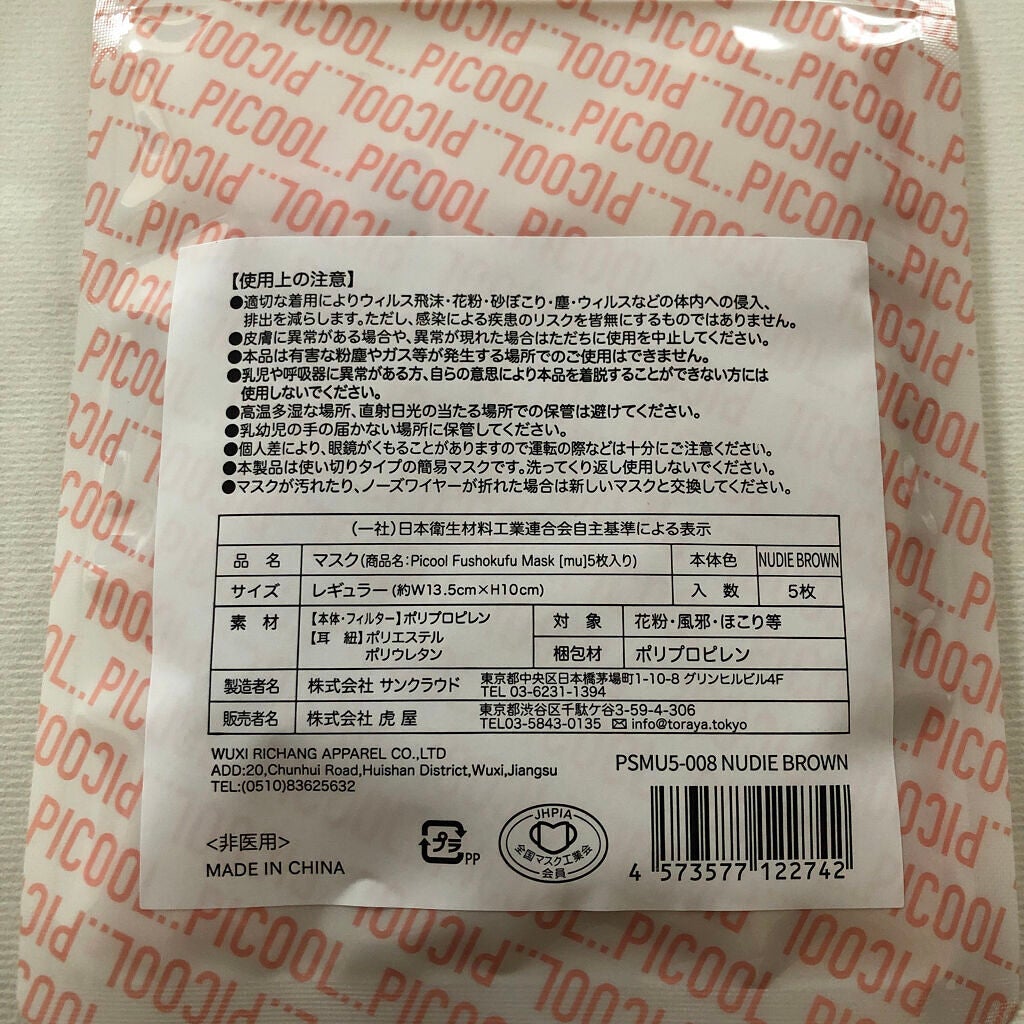 PICOOL..PICOOL..PICOOL..PICOOL
【使用上の注意】
●適切な着用によりウィルス飛沫・花粉・砂ぼこり・塵・ウィルスなどの体内への侵入、
排出を減らします。ただし、感染による疾患のリスクを皆無にするものではありません。
●皮膚に異常がある場合や、異常が現れた場合はただちに使用を中止してください。
●本品は有害な粉塵やガス等が発生する場所でのご使用はできません。
●乳児や呼吸器に異常がある方、自らの意思により本品を着脱することができない方には
使用しないでください。
●高温多湿な場所、直射日光の当たる場所での保管は避けてください。
●乳幼児の手の届かない場所に保管してください。
●個人差により、眼鏡がくもることがありますので運転の際などは十分にご注意ください。
●本製品は使い切りタイプの簡易マスクです。洗ってくり返し使用しないでください。
●マスクが汚れたり、ノーズワイヤーが折れた場合は新しいマスクと交換してください。
(一社)日本衛生材料工業連合会自主基準による表示
品 名 マスク(商品名:Picool Fushokufu Mask [mu]5枚入り) 本体色 NUDIE BROWN
サイズ レギュラー(約W13.5cm×H10cm) 入 数 5枚
素 材 【本体・フィルター】ポリプロピレン 対 象 花粉・風邪・ほこり等
【耳 紐】ポリエステル
ポリウレタン 梱包材 ポリプロピレン
製造者名 株式会社 サンクラウド 東京都中央区日本橋茅場町1-10-8 グリンヒルビル4F
TEL 03-6231-1394
販売者名 株式会社 虎屋 東京都渋谷区千駄ケ谷3-59-4-306
TEL03-5843-0135 ✉ info@toraya.tokyo
WUXI RICHANG APPAREL CO.,LTD
ADD:20,Chunhui Road,Huishan District,Wuxi,Jiangsu
TEL:(0510)83625632
PSMU5-008 NUDIE BROWN
<非医用>
MADE IN CHINA
プラ PP
JHPIA
全国マスク工業会
会員
4 573577 122742